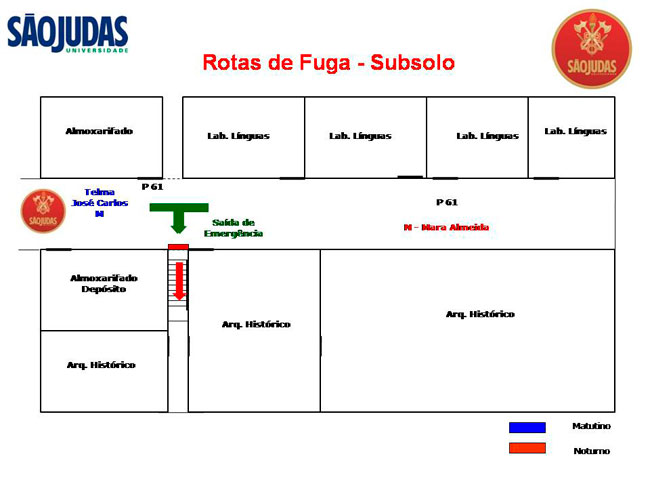 SÃOJUDAS
UNIVERSIDADE
Rotas de Fuga - Subsolo
SÃOJUDAS
Almoxarifado
Lab. Línguas
Lab. Línguas
Lab. Línguas
Lab. Línguas
P 61
Telma
José Carlos
M
SÃOJUDAS
P 61
Saída de
Emergência
N - Mara Almeida
Almoxarifado
Depósito
Arq. Histórico
Arq. Histórico
Arq. Histórico
Matutino
Noturno